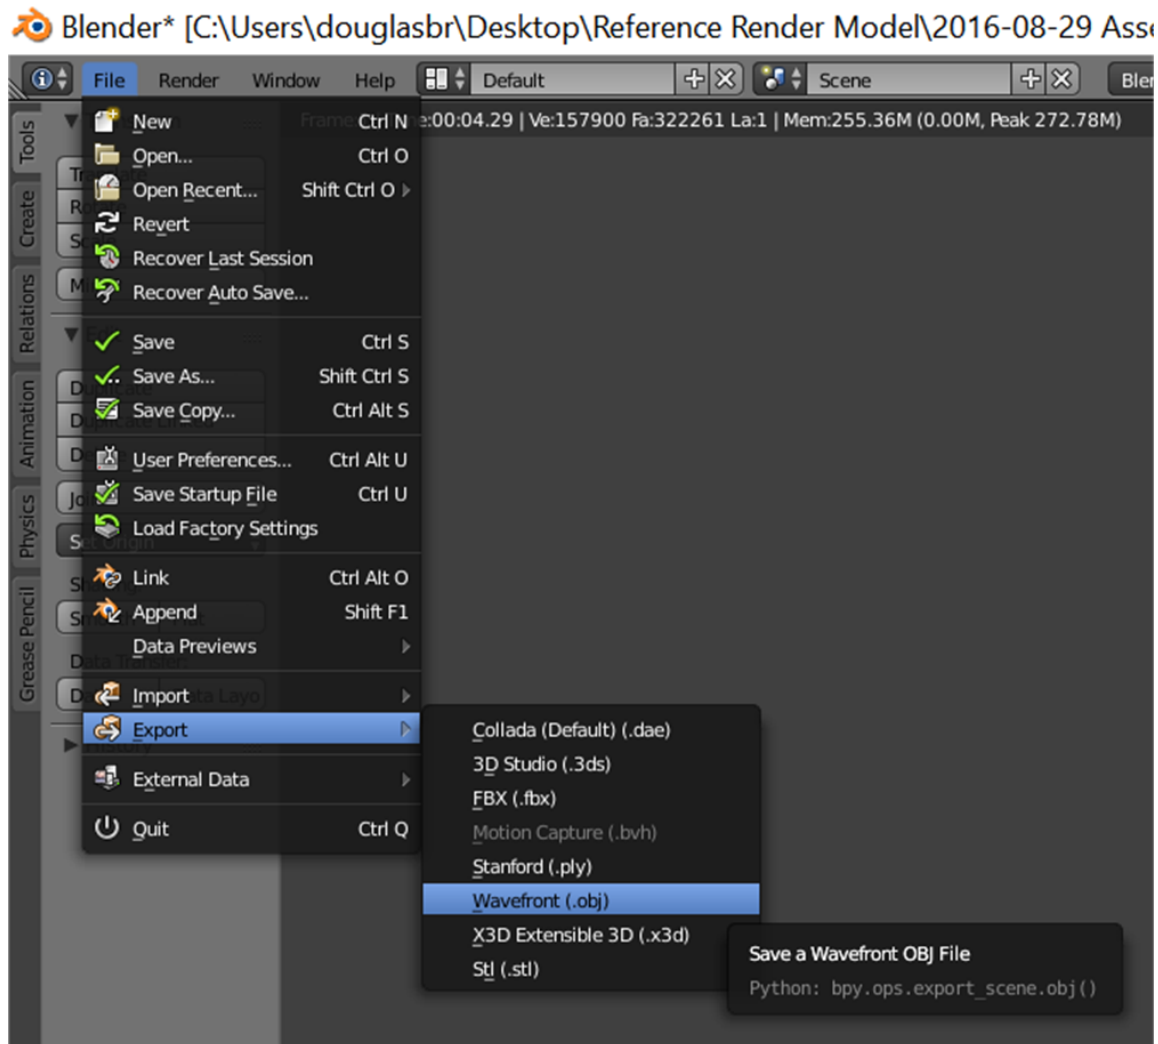 Blender* [C:\Users\douglasbr\Desktop\Reference Render Model\2016-08-29 Asse
File Render Window Help Default Scene Bler
e:00:04.29 | Ve:157900 Fa:322261 La:1 | Mem:255.36M (0.00M, Peak 272.78M)
Tools
Create
Relations
Animation
Physics
Grease Pencil
New Ctrl N
Open... Ctrl O
Open Recent... Shift Ctrl O
Revert
Recover Last Session
Recover Auto Save...
Save Ctrl S
Save As... Shift Ctrl S
Save Copy... Ctrl Alt S
User Preferences... Ctrl Alt U
Save Startup File Ctrl U
Load Factory Settings
Link Ctrl Alt O
Append Shift F1
Data Previews
Import
Export
External Data
Quit Ctrl Q
Collada (Default) (.dae)
3D Studio (.3ds)
FBX (.fbx)
Motion Capture (.bvh)
Stanford (.ply)
Wavefront (.obj)
X3D Extensible 3D (.x3d)
Stl (.stl)
Save a Wavefront OBJ File
Python: bpy.ops.export_scene.obj()